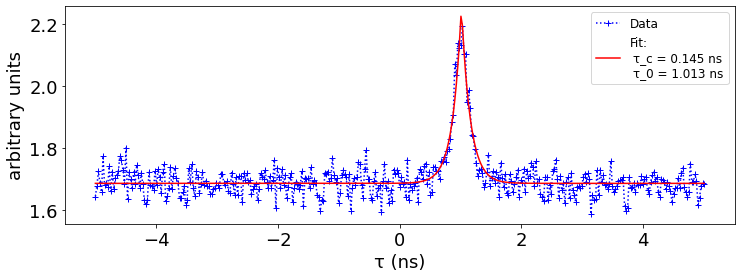 arbitrary units
2.2
2.0
1.8
1.6
−4
−2
0
2
4
τ (ns)
Data
Fit:
τ_c = 0.145 ns
τ_0 = 1.013 ns